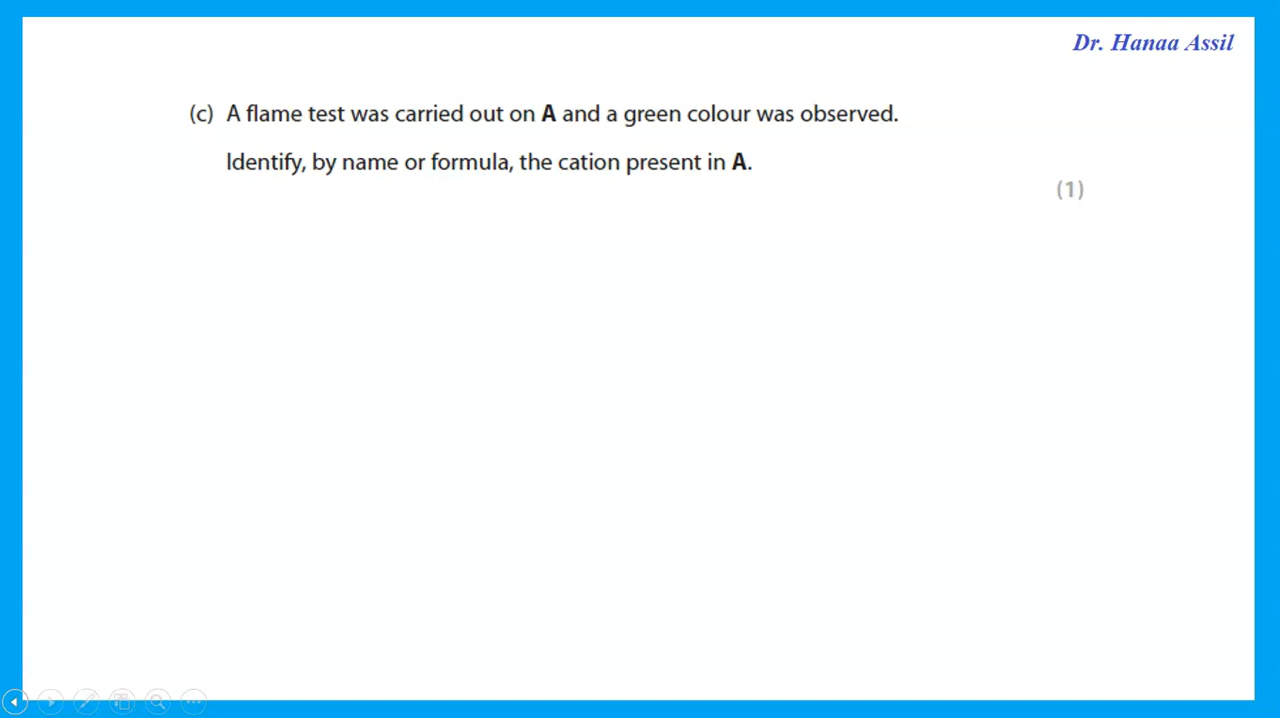 Dr. Hanaa Assil
(c) A flame test was carried out on A and a green colour was observed.
Identify, by name or formula, the cation present in A.
(1)